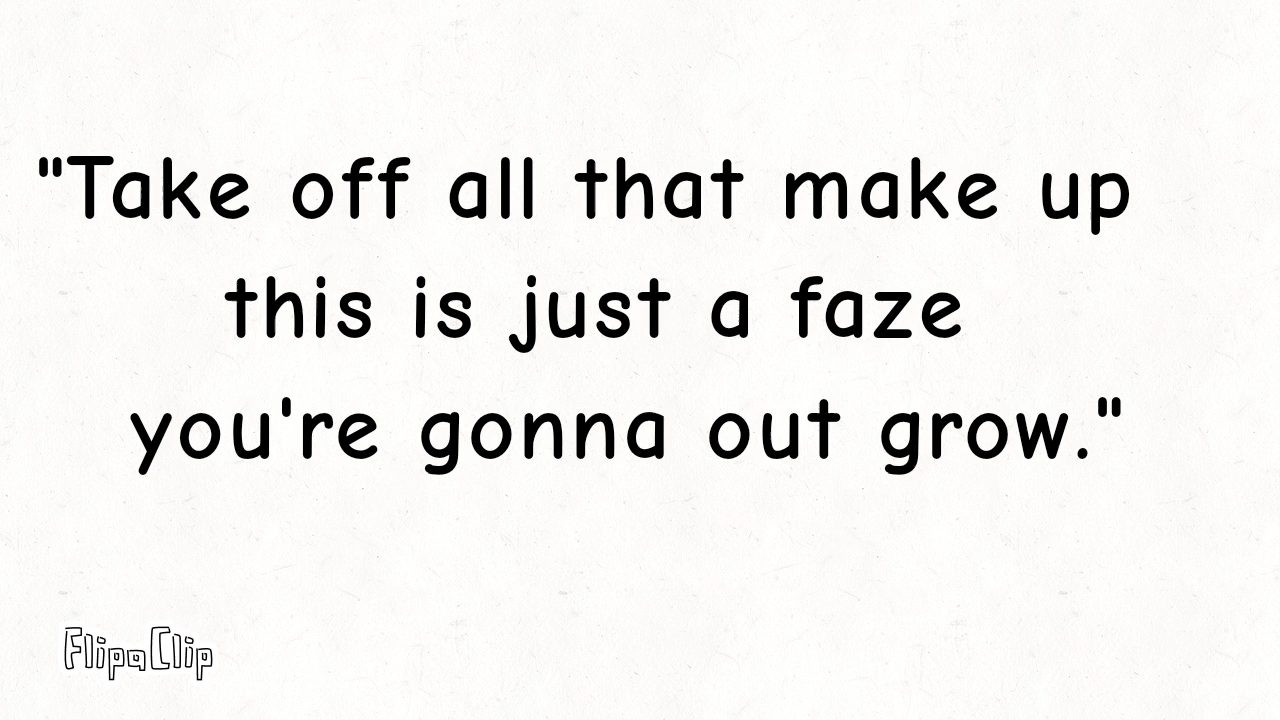 "Take off all that make up
this is just a faze
you're gonna out grow."
FlipaClip